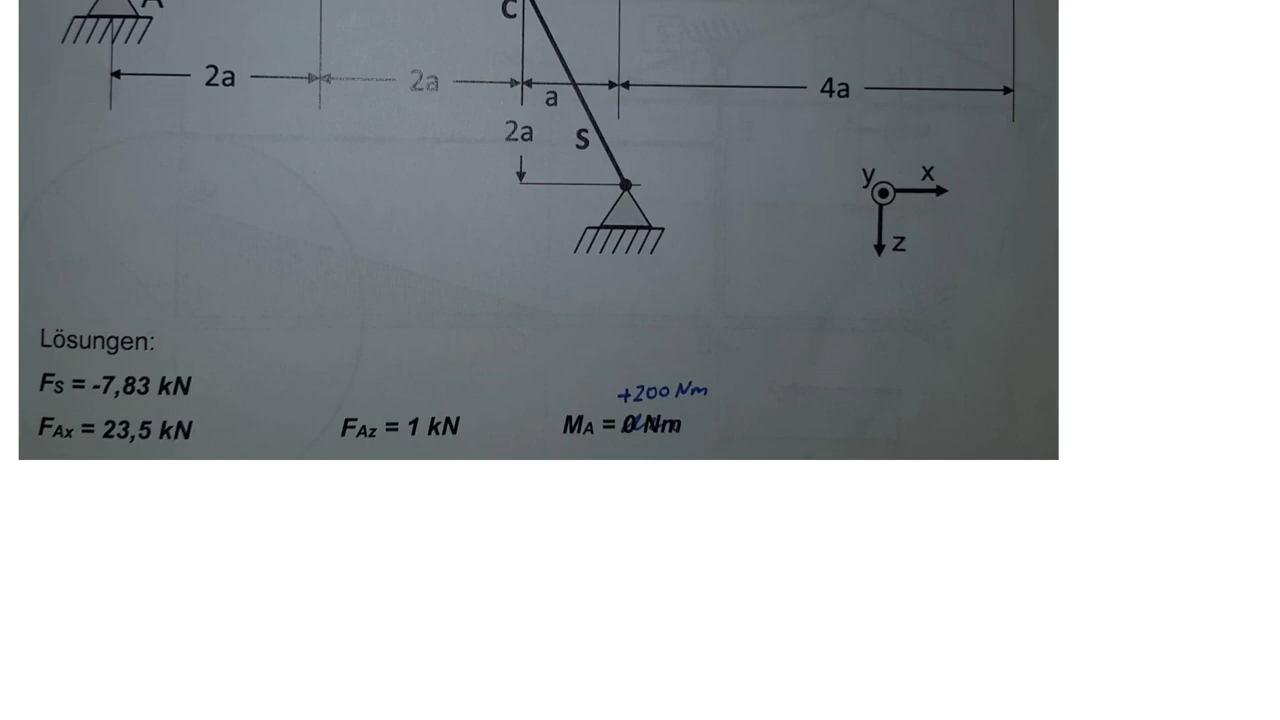 A
C
2a
2a
a
4a
2a
S
y
x
z
Lösungen:
FS = -7,83 kN
+200 Nm
FAx = 23,5 kN FAz = 1 kN MA = 0 Nm